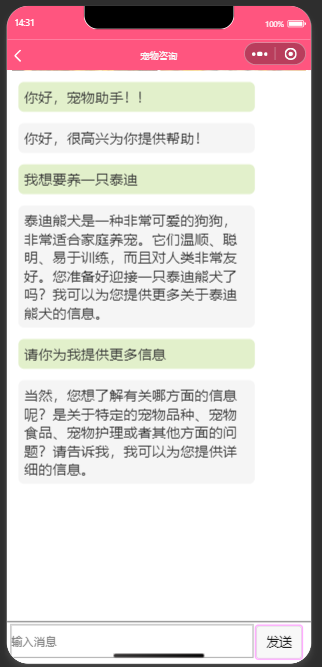 14:31
100%
宠物咨询
你好，宠物助手！！
你好，很高兴为你提供帮助！
我想要养一只泰迪
泰迪熊犬是一种非常可爱的狗狗，
非常适合家庭养宠。它们温顺、聪
明、易于训练，而且对人类非常友
好。您准备好迎接一只泰迪熊犬了
吗？我可以为您提供更多关于泰迪
熊犬的信息。
请你为我提供更多信息
当然，您想了解有关哪方面的信息
呢？是关于特定的宠物品种、宠物
食品、宠物护理或者其他方面的问
题？请告诉我，我可以为您提供详
细的信息。
输入消息
发送